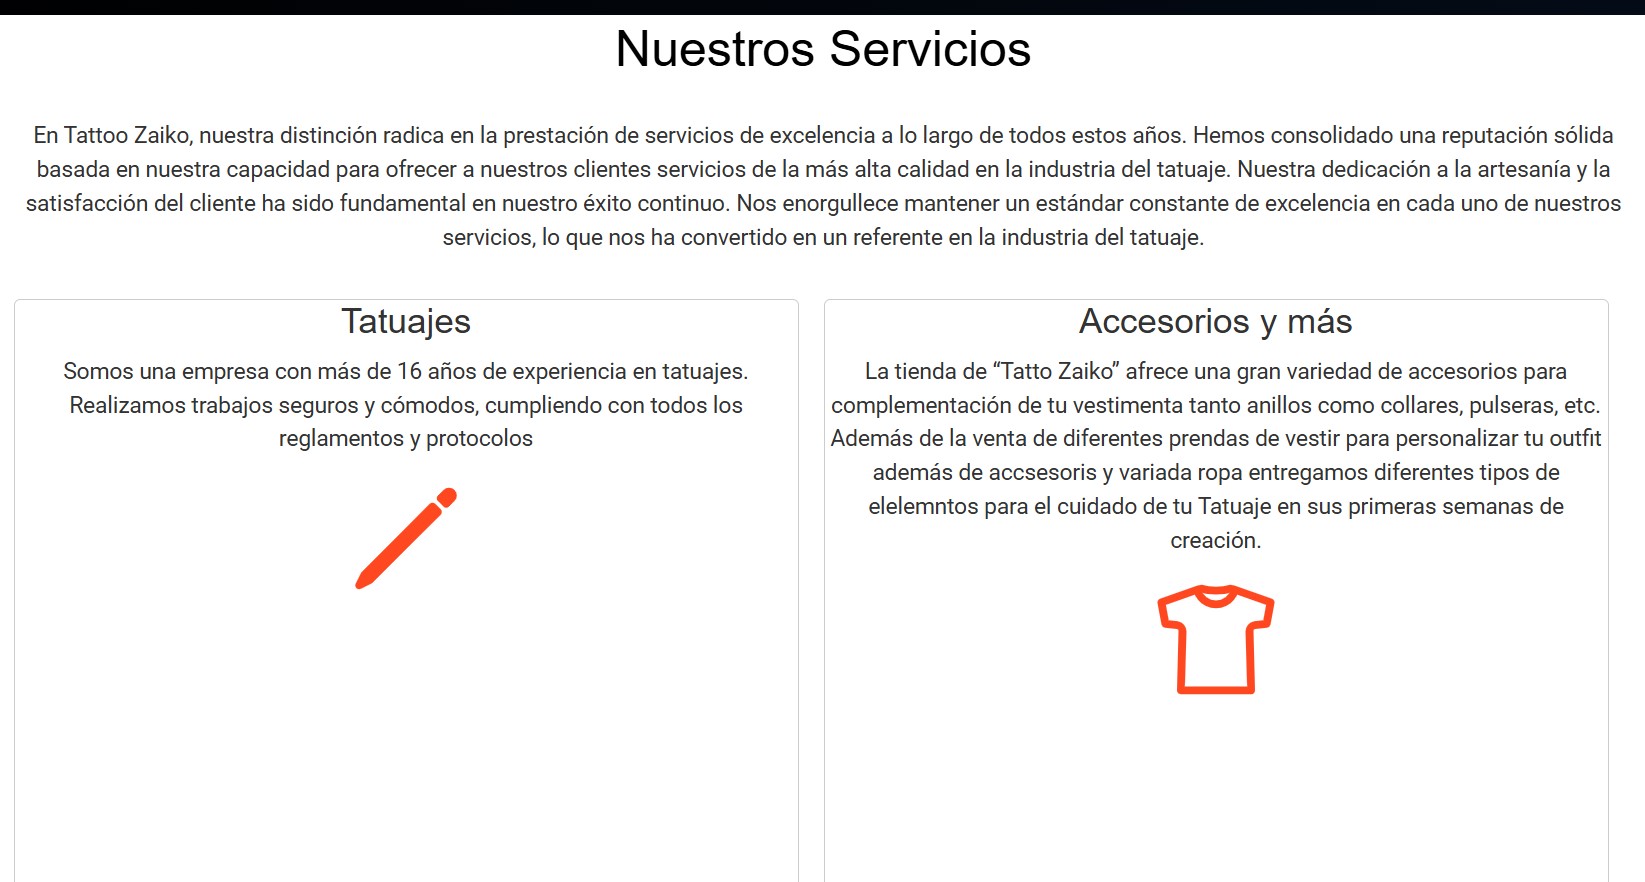 Nuestros Servicios
En Tattoo Zaiko, nuestra distinción radica en la prestación de servicios de excelencia a lo largo de todos estos años. Hemos consolidado una reputación sólida
basada en nuestra capacidad para ofrecer a nuestros clientes servicios de la más alta calidad en la industria del tatuaje. Nuestra dedicación a la artesanía y la
satisfacción del cliente ha sido fundamental en nuestro éxito continuo. Nos enorgullece mantener un estándar constante de excelencia en cada uno de nuestros
servicios, lo que nos ha convertido en un referente en la industria del tatuaje.
Tatuajes
Somos una empresa con más de 16 años de experiencia en tatuajes.
Realizamos trabajos seguros y cómodos, cumpliendo con todos los
reglamentos y protocolos
Accesorios y más
La tienda de “Tatto Zaiko” afrece una gran variedad de accesorios para
complementación de tu vestimenta tanto anillos como collares, pulseras, etc.
Además de la venta de diferentes prendas de vestir para personalizar tu outfit
además de accsesoris y variada ropa entregamos diferentes tipos de
elelemntos para el cuidado de tu Tatuaje en sus primeras semanas de
creación.